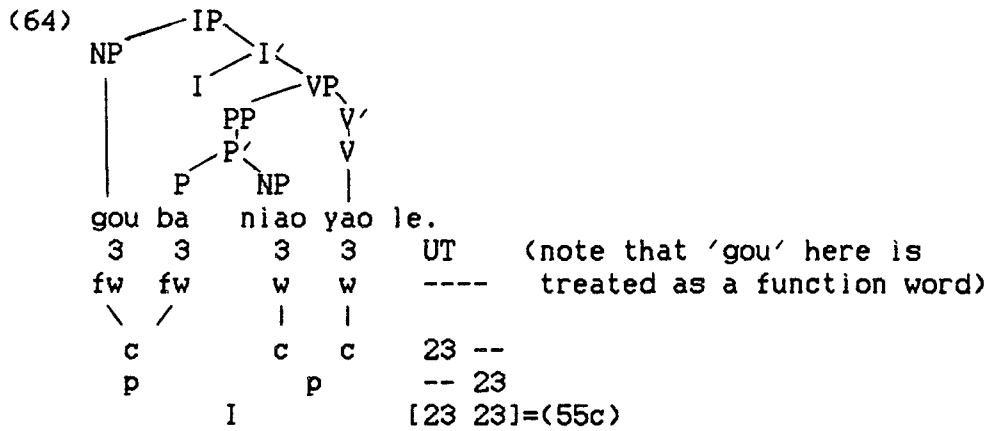 (64) IP
NP I′
I VP
PP V′
P′ V
P NP
gou ba niao yao le.
3 3 3 3 UT (note that ′gou′ here is
fw fw w w ---- treated as a function word)
c c c 23 --
p p -- 23
I [23 23]=(55c)